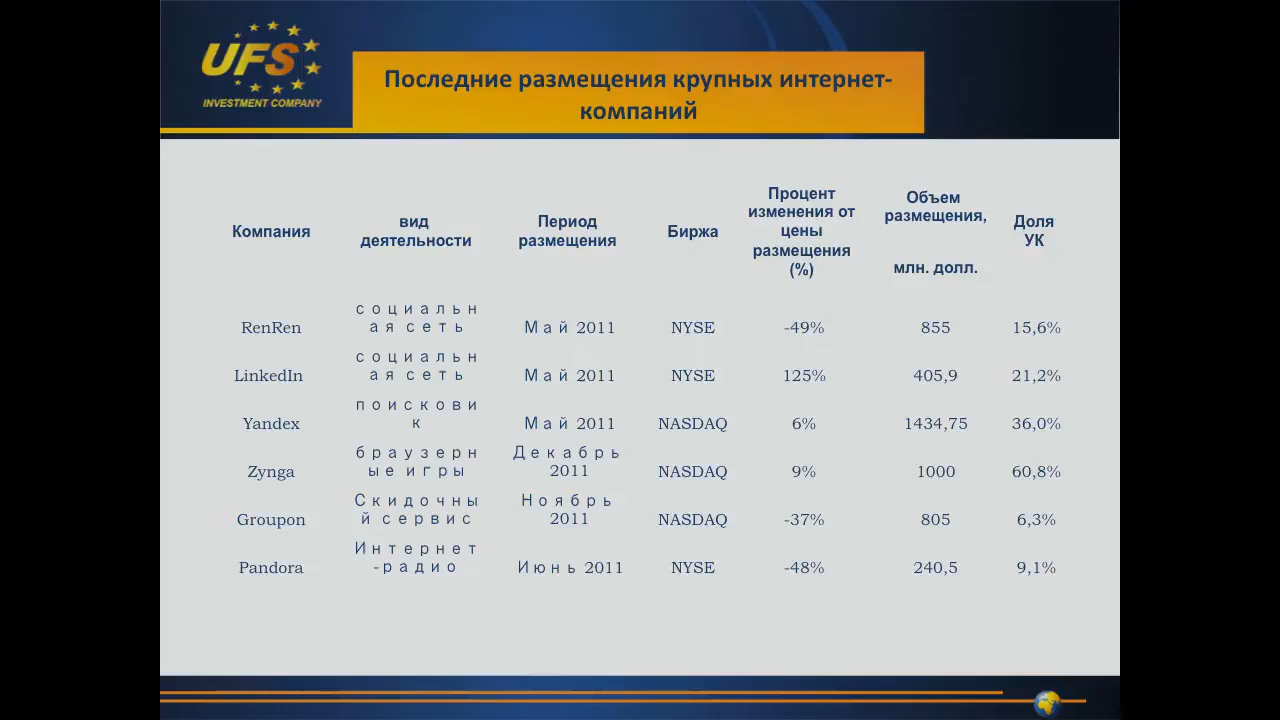 UFS
INVESTMENT COMPANY
Последние размещения крупных интернет-
компаний
Компания
вид
деятельности
Период
размещения
Биржа
Процент
изменения от
цены
размещения
(%)
Объем
размещения,
млн. долл.
Доля
УК
RenRen
социальн
ая сеть
Май 2011
NYSE
-49%
855
15,6%
LinkedIn
социальн
ая сеть
Май 2011
NYSE
125%
405,9
21,2%
Yandex
поискови
к
Май 2011
NASDAQ
6%
1434,75
36,0%
Zynga
браузерн
ые игры
Декабрь
2011
NASDAQ
9%
1000
60,8%
Groupon
Скидочны
й сервис
Ноябрь
2011
NASDAQ
-37%
805
6,3%
Pandora
Интернет
-радио
Июнь 2011
NYSE
-48%
240,5
9,1%